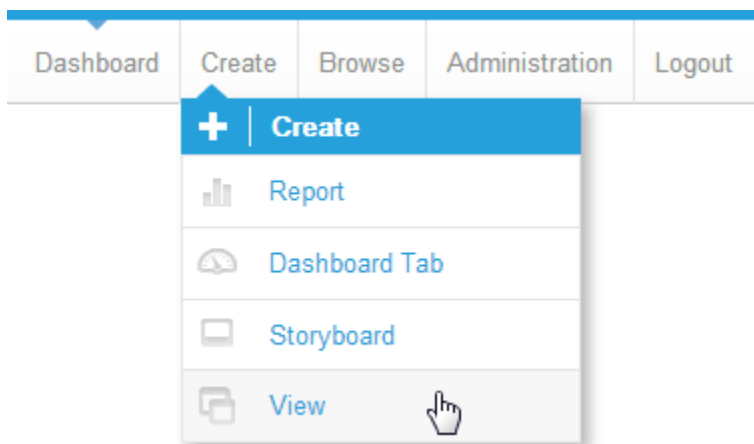 Dashboard Create Browse Administration Logout
Create
Report
Dashboard Tab
Storyboard
View